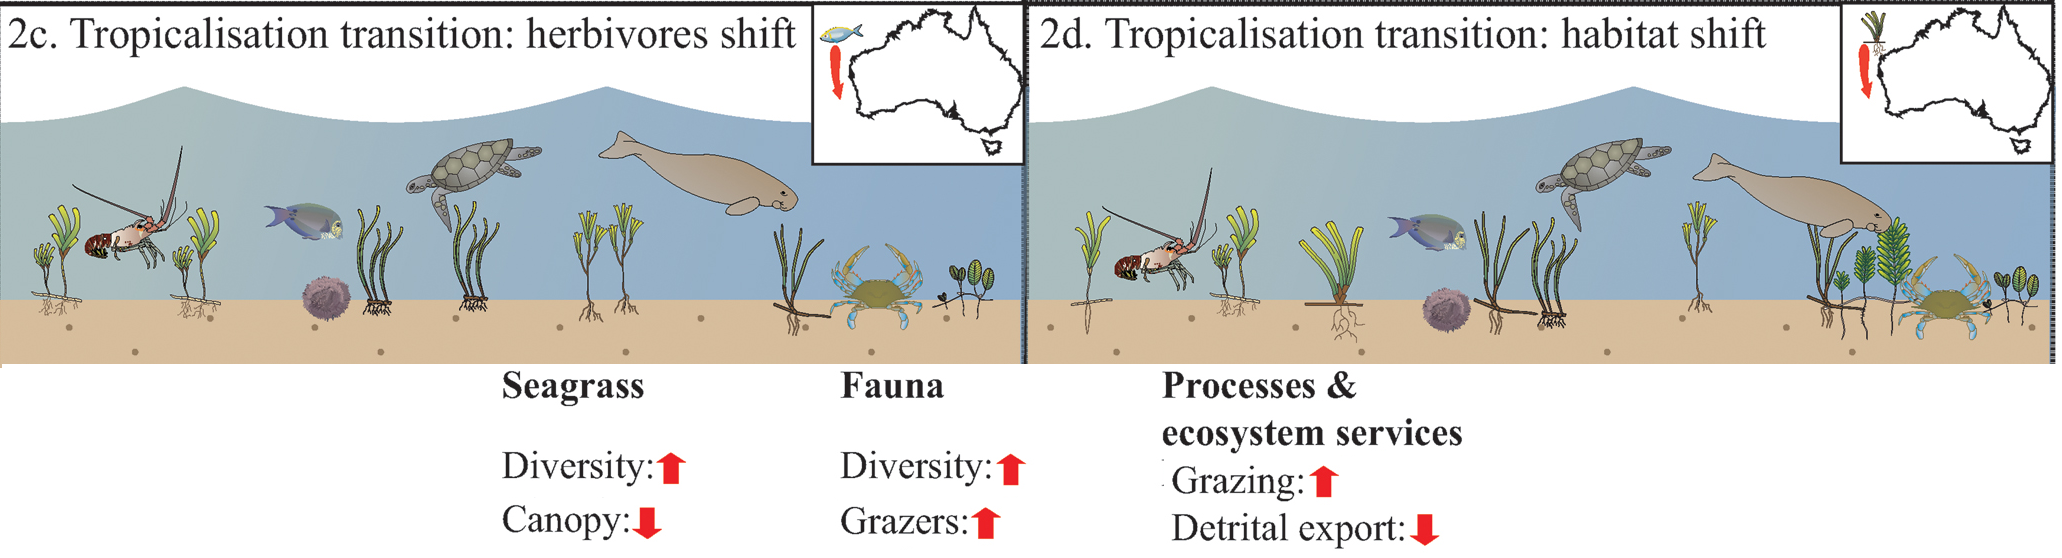 2c. Tropicalisation transition: herbivores shift
2d. Tropicalisation transition: habitat shift
Seagrass
Diversity:
Canopy:
Fauna
Diversity:
Grazers:
Processes &
ecosystem services
Grazing:
Detrital export: